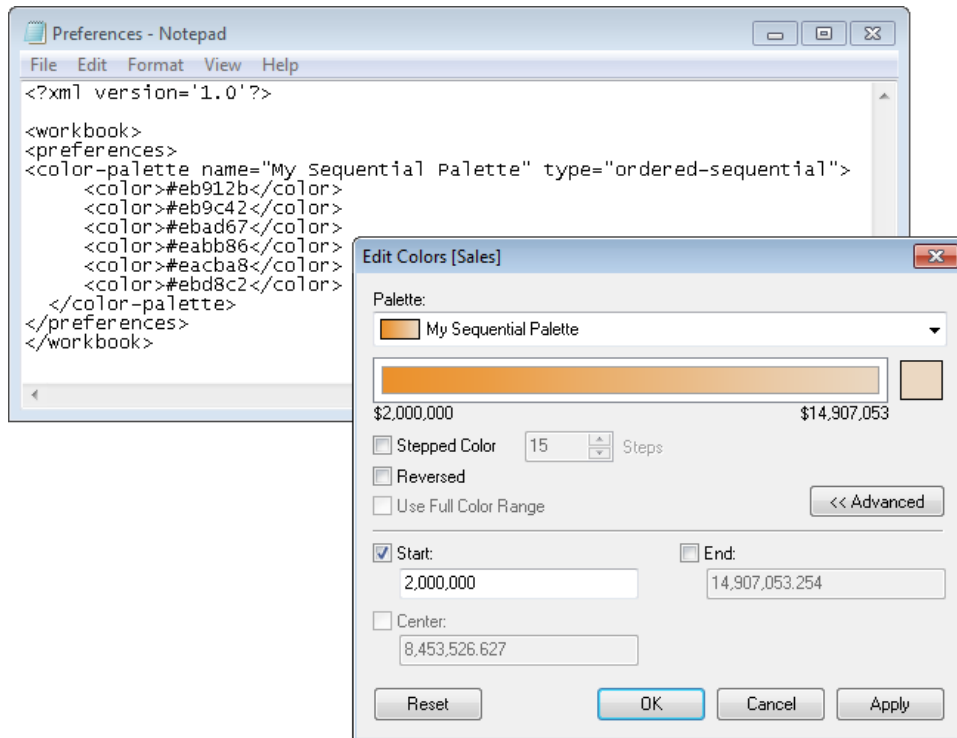 Preferences - Notepad
File Edit Format View Help
<?xml version='1.0'?>
<workbook>
<preferences>
<color-palette name="My Sequential Palette" type="ordered-sequential">
<color>#eb912b</color>
<color>#eb9c42</color>
<color>#ebad67</color>
<color>#eabb86</color>
<color>#eacba8</color>
<color>#ebd8c2</color>
</color-palette>
</preferences>
</workbook>
Edit Colors [Sales]
Palette:
My Sequential Palette
$2,000,000 $14,907,053
Stepped Color 15 Steps
Reversed
Use Full Color Range << Advanced
Start: End:
2,000,000 14,907,053.254
Center:
8,453,526.627
Reset OK Cancel Apply